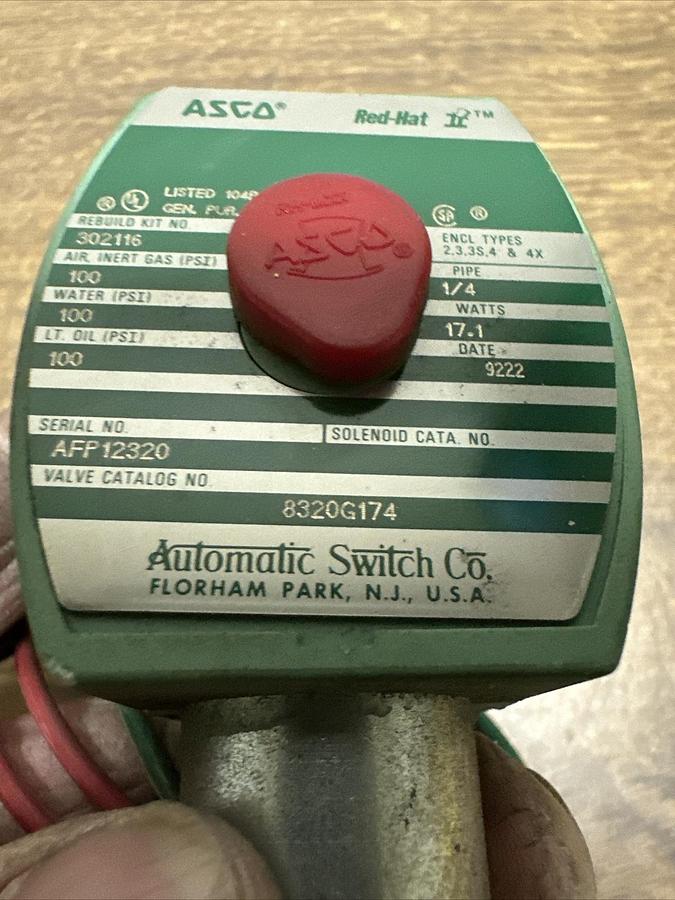 ASCO® Red-Hat II™
LISTED 104
GEN. PUR.
REBUILD KIT NO.
302116
AIR, INERT GAS (PSI)
100
WATER (PSI)
100
LT. OIL (PSI)
100
UL
®
ASCO®
SA
®
ENCL TYPES
2,3,3S,4 & 4X
PIPE
1/4
WATTS
17.1
DATE
9222
SERIAL NO.
AFP12320
SOLENOID CATA. NO.
VALVE CATALOG NO.
8320G174
Automatic Switch Co.
FLORHAM PARK, N.J., U.S.A.